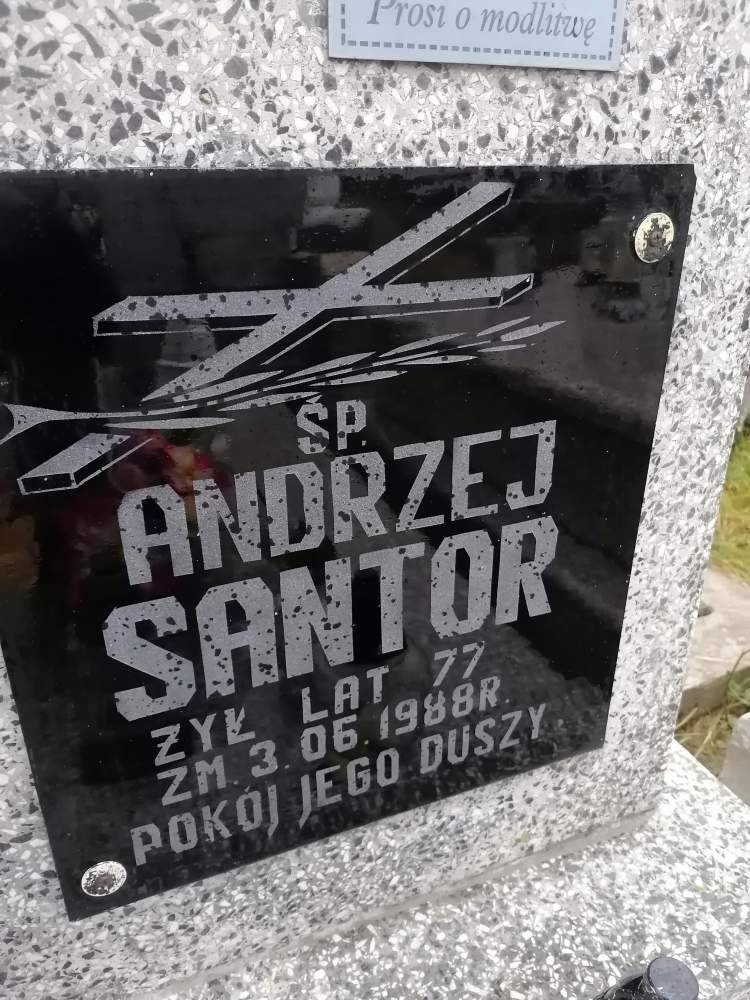 Prosi o modlitwę
ŚP.
ANDRZEJ
SANTOR
ŻYŁ LAT 77
ZM. 3.06.1988R.
POKÓJ JEGO DUSZY